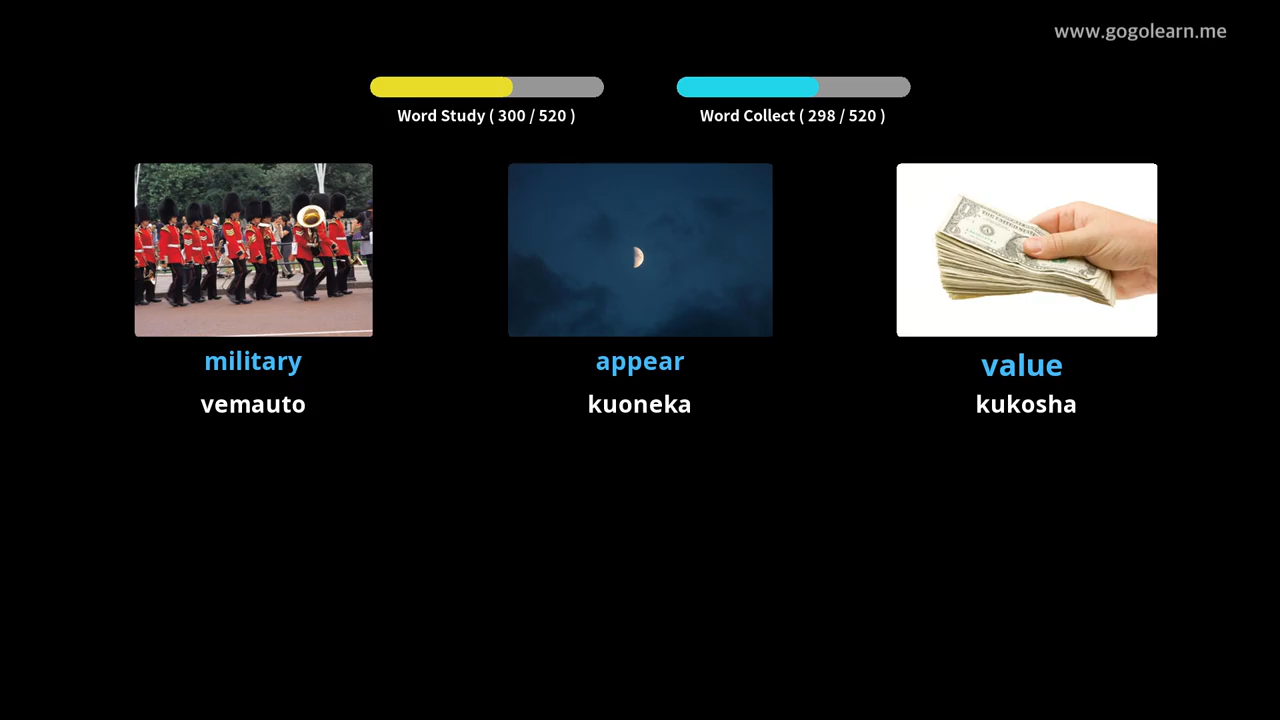 www.gogolearn.me
Word Study ( 300 / 520 )
Word Collect ( 298 / 520 )
military
vemauto
appear
kuoneka
value
kukosha